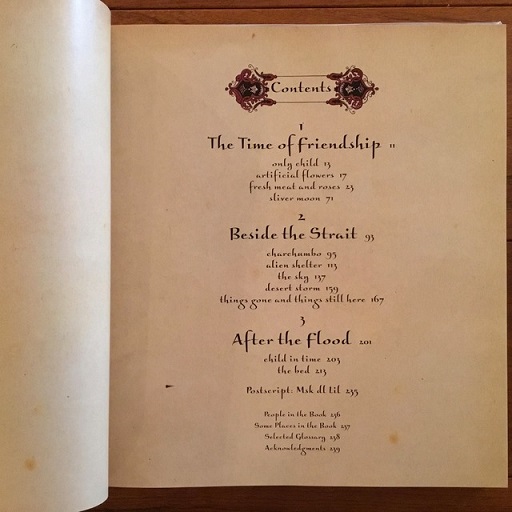 Contents
1
The Time of Friendship 11
only child 13
artificial flowers 17
fresh meat and roses 23
sliver moon 71
2
Beside the Strait 93
charchumbo 95
alien shelter 113
the sky 137
desert storm 159
things gone and things still here 167
3
After the Flood 201
child in time 203
the bed 213
Postscript: Msk dl Lil 235
People in the Book 236
Some Places in the Book 237
Selected Glossary 238
Acknowledgments 239